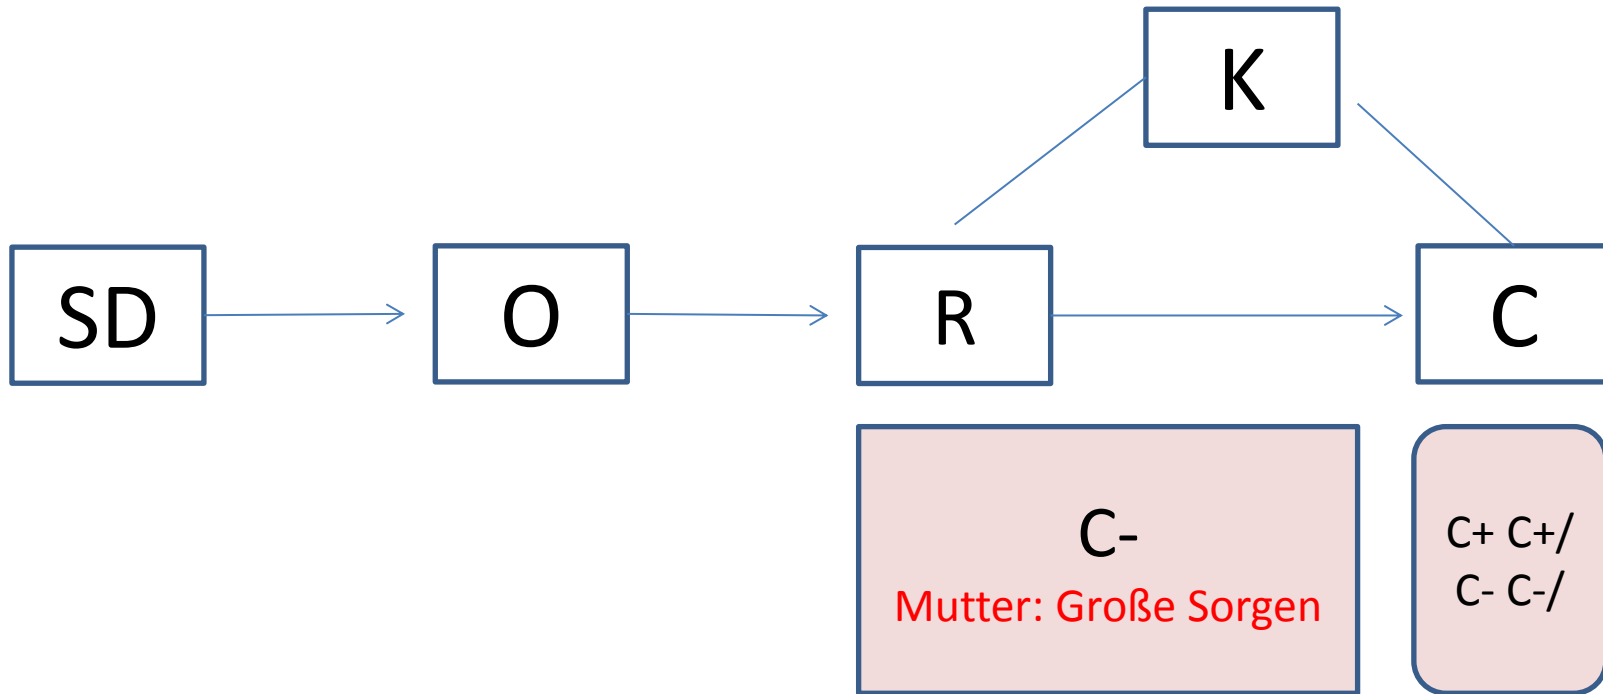 K
SD
O
R
C
C-
Mutter: Große Sorgen
C+ C+/
C- C-/